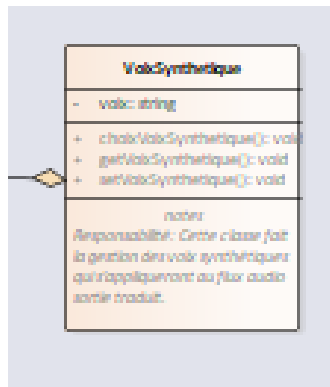 VoixSynthetique
- voix: string
+ choixVoixSynthetique(): void
+ getVoixSynthetique(): void
+ setVoixSynthetique(): void
notes
Responsabilité: Cette classe fait
la gestion des voix synthétiques
qui s'appliqueront au flux audio
sortie traduit.